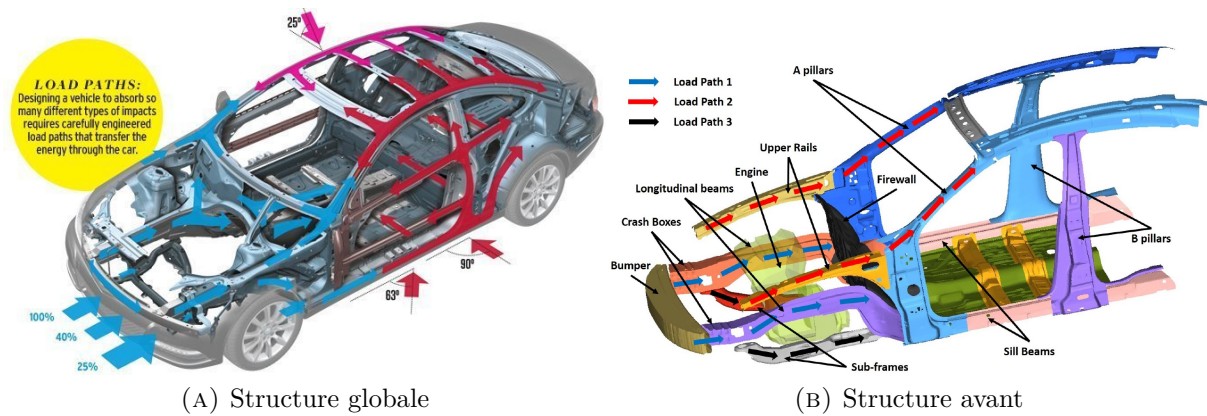 25°
LOAD PATHS:
Designing a vehicle to absorb so
many different types of impacts
requires carefully engineered
load paths that transfer the
energy through the car.
90°
63°
100%
40%
25%
(A) Structure globale
Load Path 1
Load Path 2
Load Path 3
A pillars
Upper Rails
Engine
Firewall
Longitudinal beams
Crash Boxes
Bumper
B pillars
Sill Beams
Sub-frames
(B) Structure avant